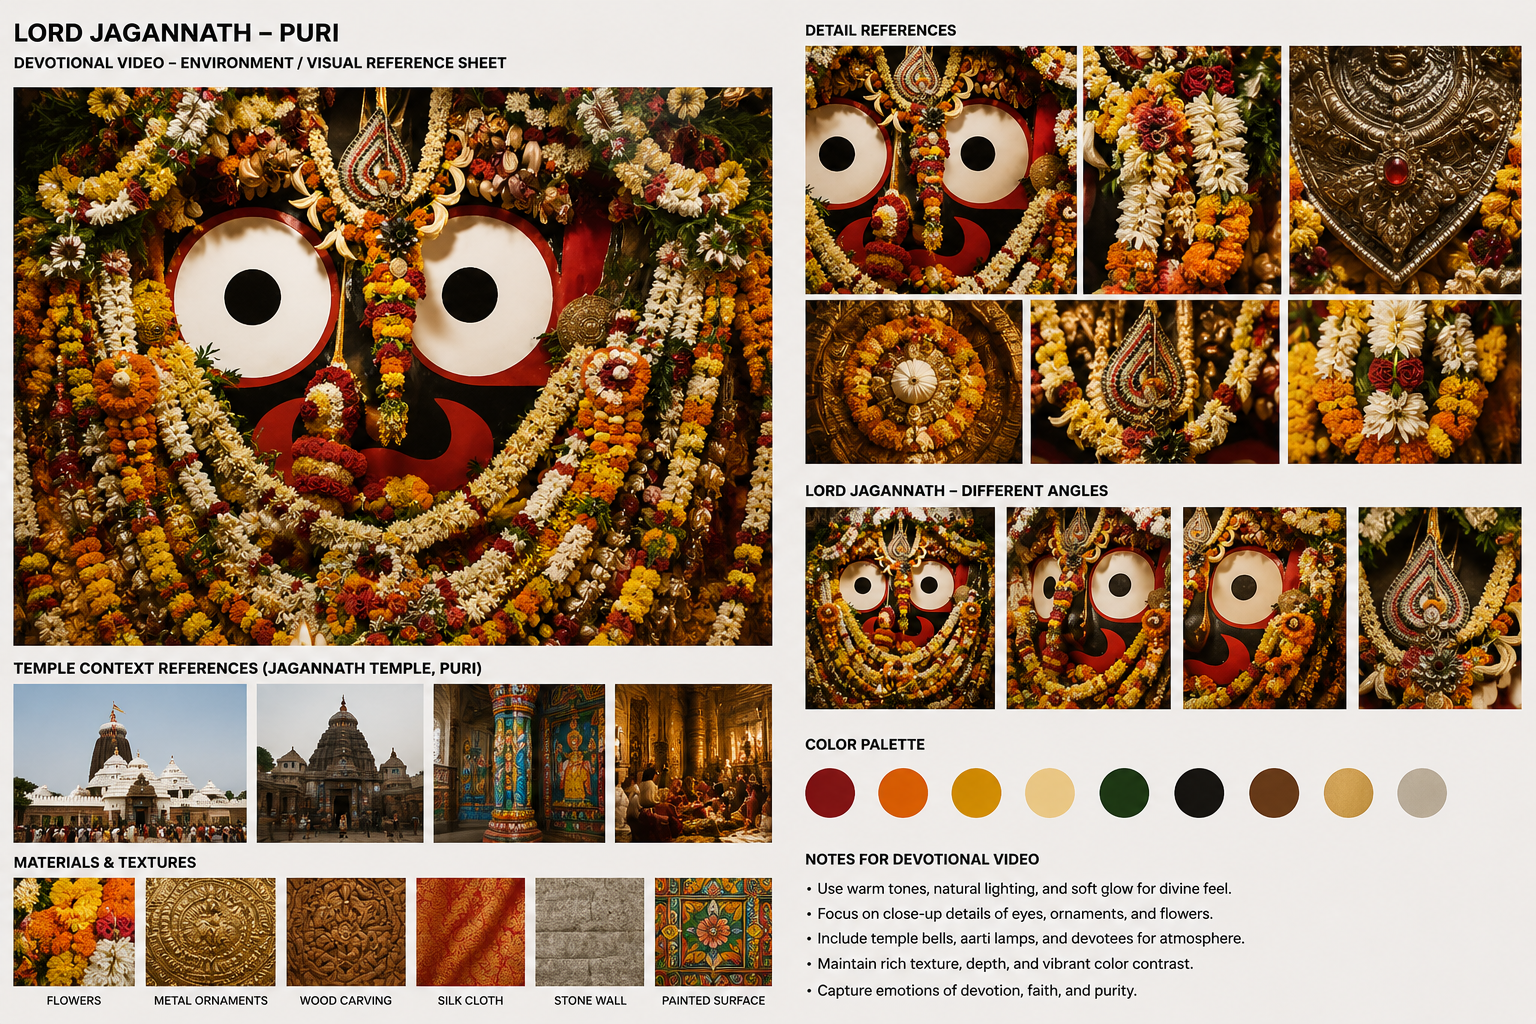 LORD JAGANNATH – PURI
DEVOTIONAL VIDEO – ENVIRONMENT / VISUAL REFERENCE SHEET
TEMPLE CONTEXT REFERENCES (JAGANNATH TEMPLE, PURI)
MATERIALS & TEXTURES
FLOWERS
METAL ORNAMENTS
WOOD CARVING
SILK CLOTH
STONE WALL
PAINTED SURFACE
DETAIL REFERENCES
LORD JAGANNATH – DIFFERENT ANGLES
COLOR PALETTE
NOTES FOR DEVOTIONAL VIDEO
• Use warm tones, natural lighting, and soft glow for divine feel.
• Focus on close-up details of eyes, ornaments, and flowers.
• Include temple bells, aarti lamps, and devotees for atmosphere.
• Maintain rich texture, depth, and vibrant color contrast.
• Capture emotions of devotion, faith, and purity.